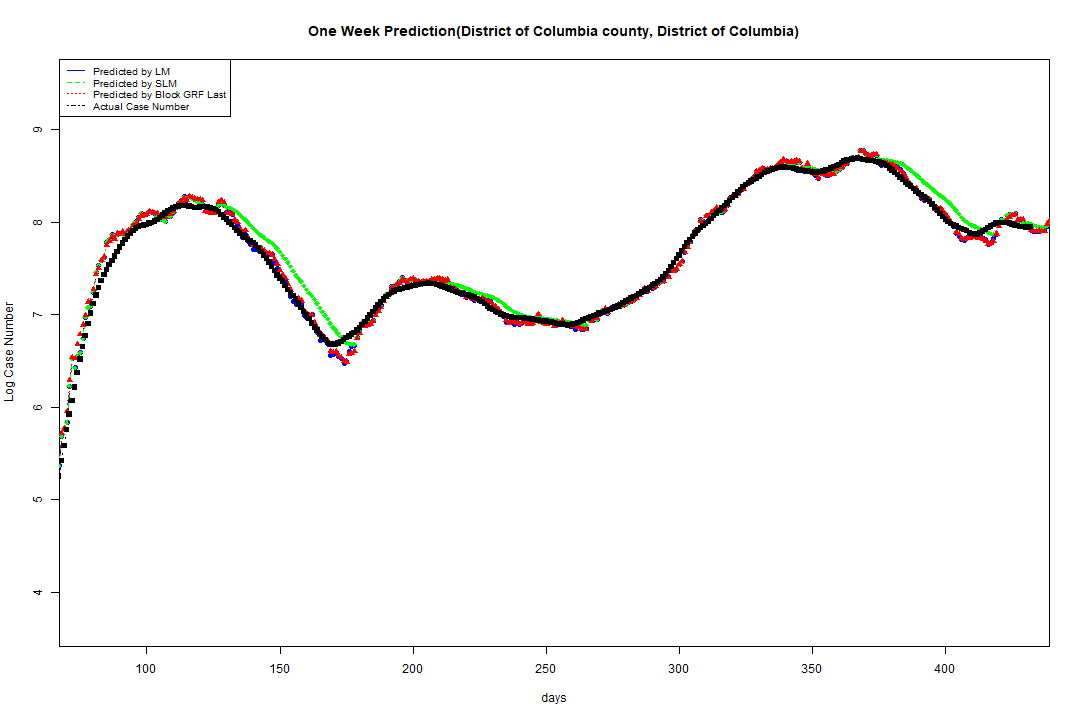 One Week Prediction(District of Columbia county, District of Columbia)
Predicted by LM
Predicted by SLM
Predicted by Block GRF Last
Actual Case Number
9
8
7
6
5
4
Log Case Number
100 150 200 250 300 350 400
days